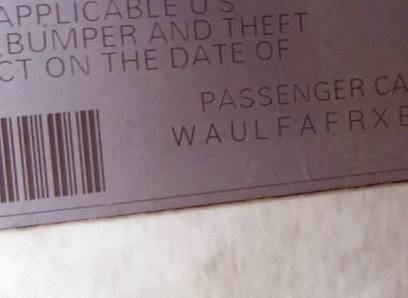 APPLICABLE U S
BUMPER AND THEFT
CT ON THE DATE OF
PASSENGER CA
WAULFAFRXE